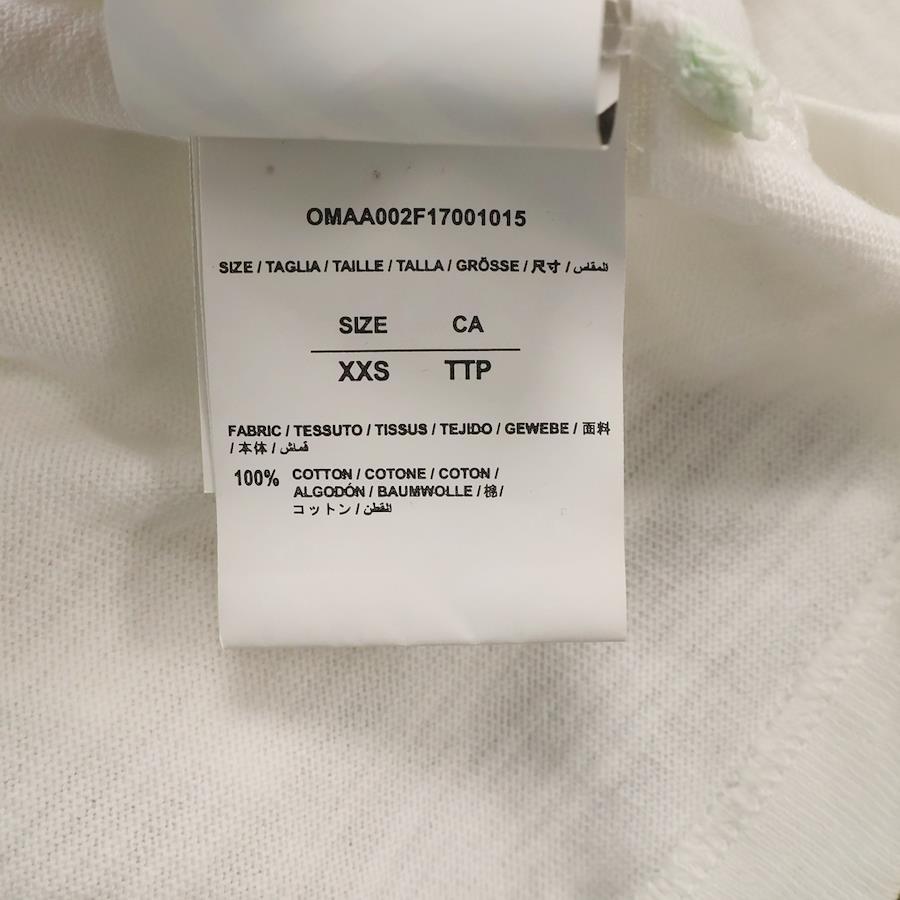 OMAA002F17001015
SIZE / TAGLIA / TAILLE / TALLA / GRÖSSE / 尺寸 / المقاس
SIZE CA
XXS TTP
FABRIC / TESSUTO / TISSUS / TEJIDO / GEWEBE / 面料
/ 本体 / قماش
100% COTTON / COTONE / COTON /
ALGODÓN / BAUMWOLLE / 棉/
コットン / القطن